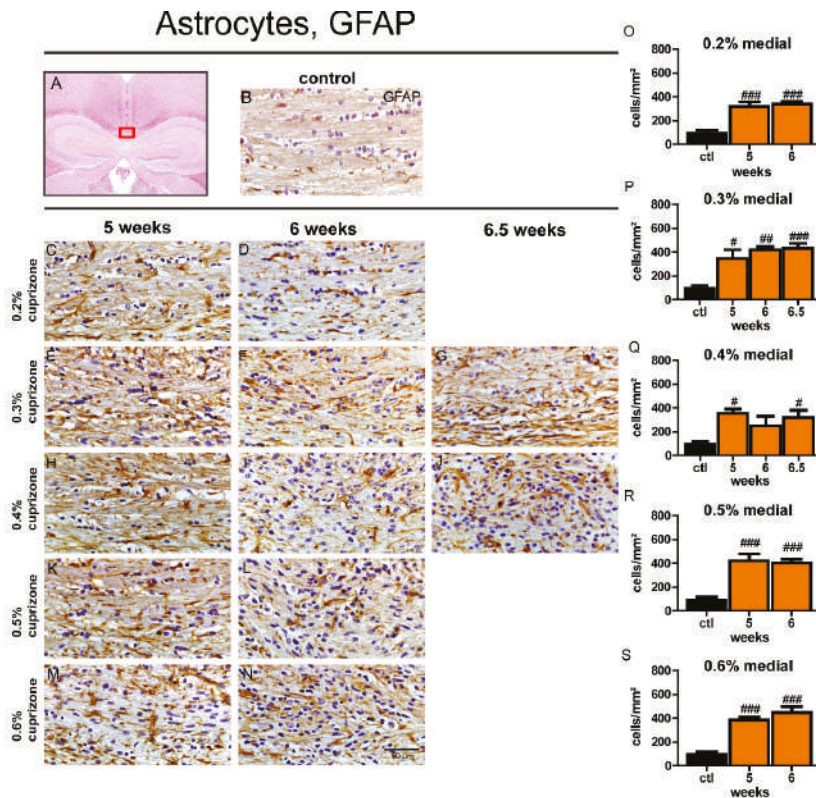 Astrocytes, GFAP
A
control
B
GFAP
5 weeks
6 weeks
6.5 weeks
0.2%
cuprizone
C
D
0.3%
cuprizone
E
F
G
0.4%
cuprizone
H
I
J
0.5%
cuprizone
K
L
0.6%
cuprizone
M
N
O
0.2% medial
cells/mm²
800
600
400
200
0
###
###
ctl
5
6
weeks
P
0.3% medial
cells/mm²
800
600
400
200
0
#
##
###
ctl
5
6
6.5
weeks
Q
0.4% medial
cells/mm²
800
600
400
200
0
#
#
ctl
5
6
6.5
weeks
R
0.5% medial
cells/mm²
800
600
400
200
0
###
###
ctl
5
6
weeks
S
0.6% medial
cells/mm²
800
600
400
200
0
###
###
ctl
5
6
weeks